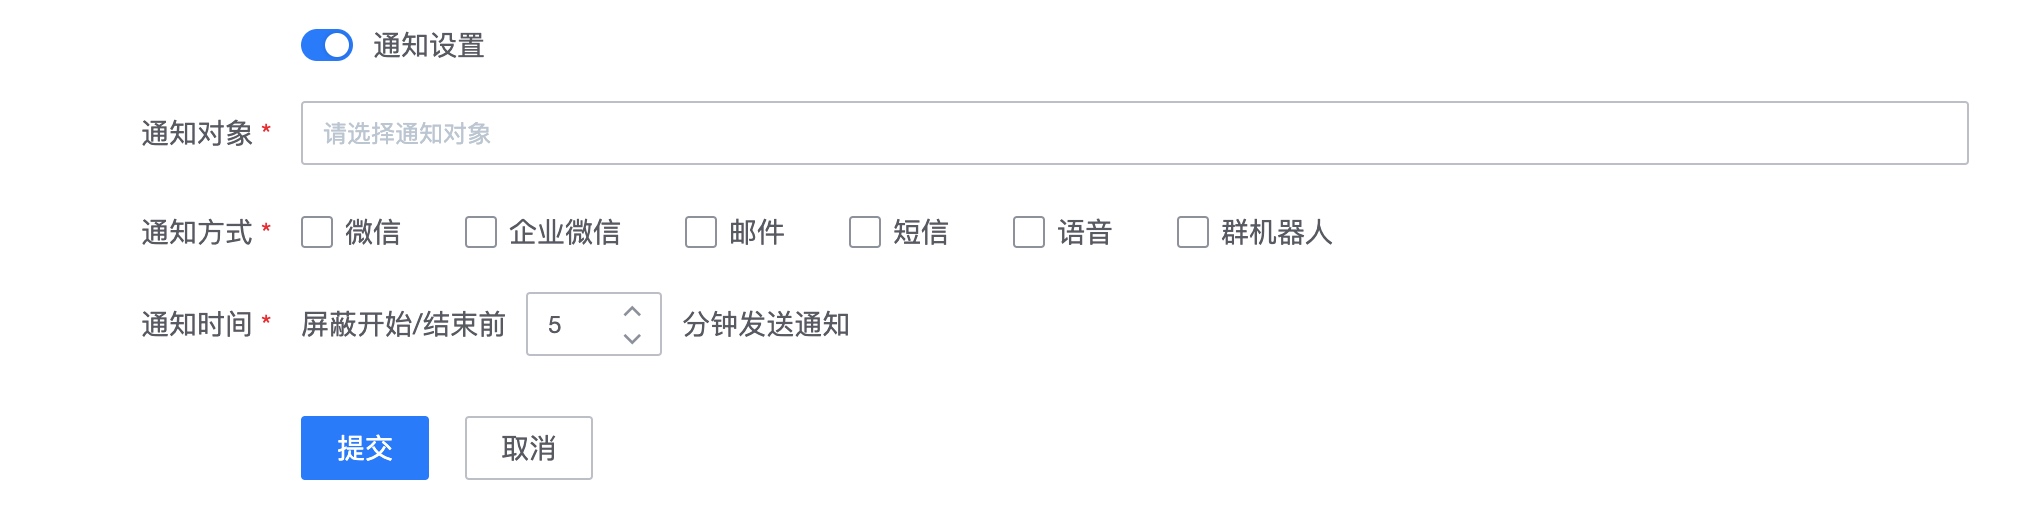 通知设置
通知对象 * 请选择通知对象
通知方式 * 微信 企业微信 邮件 短信 语音 群机器人
通知时间 * 屏蔽开始/结束前 5 分钟发送通知
提交 取消